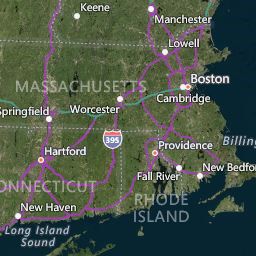 Keene
Manchester
Lowell
MASSACHUSETTS
Boston
Springfield
Worcester
Cambridge
395
Billing
Hartford
Providence
CONNECTICUT
Fall River
New Bedfor
New Haven
RHODE
ISLAND
Long Island
Sound